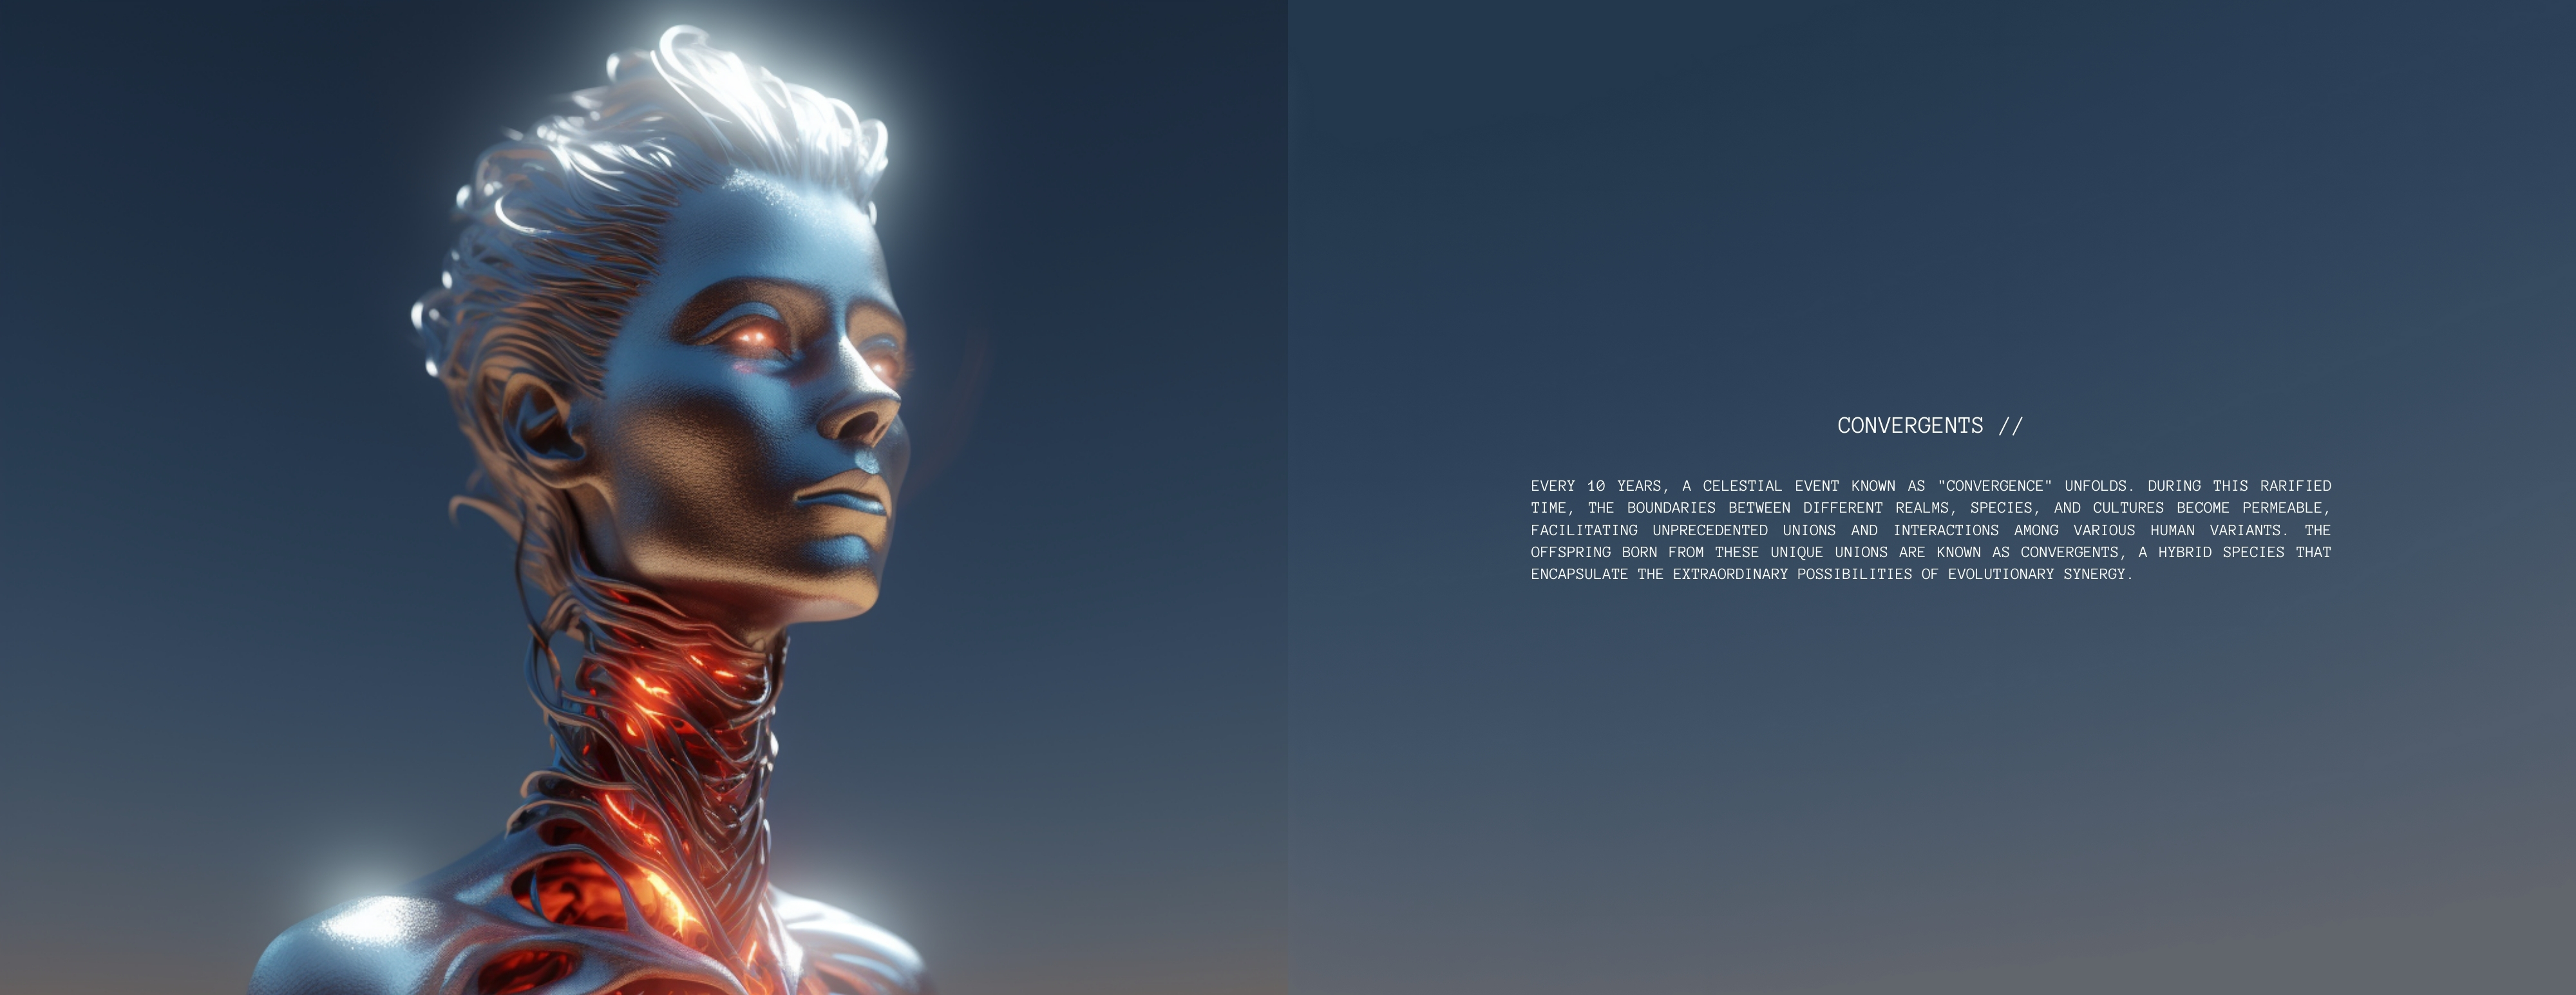 CONVERGENTS //
EVERY 10 YEARS, A CELESTIAL EVENT KNOWN AS "CONVERGENCE" UNFOLDS. DURING THIS RARIFIED
TIME, THE BOUNDARIES BETWEEN DIFFERENT REALMS, SPECIES, AND CULTURES BECOME PERMEABLE,
FACILITATING UNPRECEDENTED UNIONS AND INTERACTIONS AMONG VARIOUS HUMAN VARIANTS. THE
OFFSPRING BORN FROM THESE UNIQUE UNIONS ARE KNOWN AS CONVERGENTS, A HYBRID SPECIES THAT
ENCAPSULATE THE EXTRAORDINARY POSSIBILITIES OF EVOLUTIONARY SYNERGY.